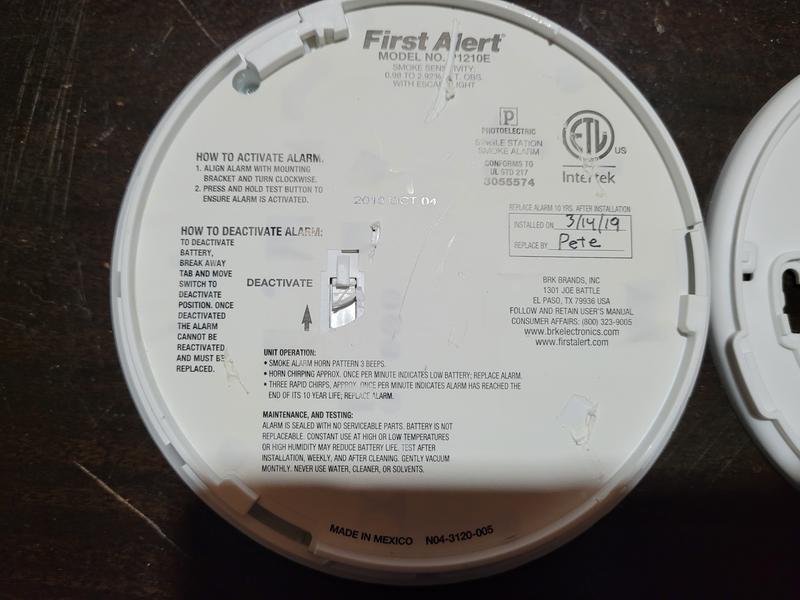 First Alert
MODEL NO. P1210E
SMOKE SENSITIVITY:
0.98 TO 2.92% FT. OBS.
WITH ESCAPE LIGHT
P
PHOTOELECTRIC
SINGLE STATION
SMOKE ALARM
CONFORMS TO
UL STD 217
3055574
ETL US
Intertek
HOW TO ACTIVATE ALARM.
1. ALIGN ALARM WITH MOUNTING
BRACKET AND TURN CLOCKWISE.
2. PRESS AND HOLD TEST BUTTON TO
ENSURE ALARM IS ACTIVATED.
OCT 04
REPLACE ALARM 10 YRS. AFTER INSTALLATION
INSTALLED ON 3/14/19
REPLACE BY Pete
HOW TO DEACTIVATE ALARM:
TO DEACTIVATE
BATTERY,
BREAK AWAY
TAB AND MOVE
SWITCH TO
DEACTIVATE
POSITION. ONCE
DEACTIVATED
THE ALARM
CANNOT BE
REACTIVATED
AND MUST BE
REPLACED.
DEACTIVATE
BRK BRANDS, INC
1301 JOE BATTLE
EL PASO, TX 79936 USA
FOLLOW AND RETAIN USER'S MANUAL
CONSUMER AFFAIRS: (800) 323-9005
www.brkelectronics.com
www.firstalert.com
UNIT OPERATION:
• SMOKE ALARM HORN PATTERN 3 BEEPS.
• HORN CHIRPING APPROX. ONCE PER MINUTE INDICATES LOW BATTERY; REPLACE ALARM.
• THREE RAPID CHIRPS, APPROX. ONCE PER MINUTE INDICATES ALARM HAS REACHED THE
END OF ITS 10 YEAR LIFE; REPLACE ALARM.
MAINTENANCE, AND TESTING:
ALARM IS SEALED WITH NO SERVICEABLE PARTS. BATTERY IS NOT
REPLACEABLE. CONSTANT USE AT HIGH OR LOW TEMPERATURES
OR HIGH HUMIDITY MAY REDUCE BATTERY LIFE. TEST AFTER
INSTALLATION, WEEKLY, AND AFTER CLEANING. GENTLY VACUUM
MONTHLY. NEVER USE WATER, CLEANER, OR SOLVENTS.
MADE IN MEXICO N04-3120-005